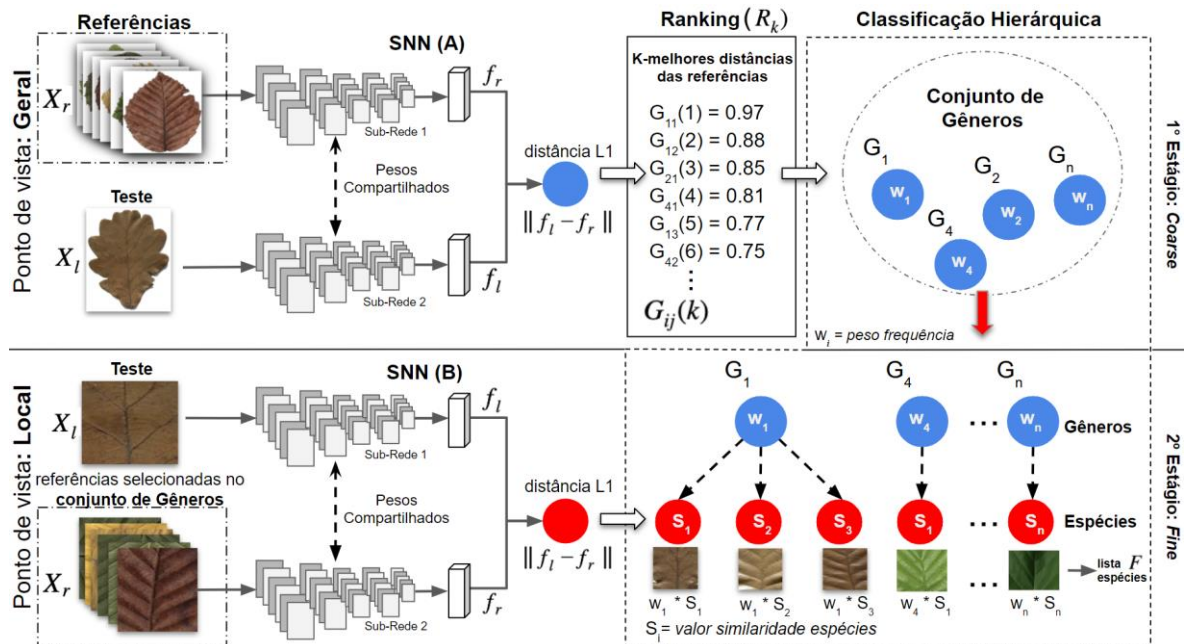 Ponto de vista: Geral
Referências
X_r
SNN (A)
f_r
Sub-Rede 1
Pesos
Compartilhados
Teste
X_l
Sub-Rede 2
f_l
distância L1
‖ f_l − f_r ‖
Ranking (R_k)
K-melhores distâncias
das referências
G_11(1) = 0.97
G_12(2) = 0.88
G_21(3) = 0.85
G_41(4) = 0.81
G_13(5) = 0.77
G_42(6) = 0.75
⋮
G_ij(k)
Classificação Hierárquica
Conjunto de
Gêneros
G_1
w_1
G_2
w_2
G_n
w_n
G_4
w_4
w_i = peso frequência
1° Estágio: Coarse
Ponto de vista: Local
Teste
X_l
SNN (B)
f_l
Sub-Rede 1
referências selecionadas no
conjunto de Gêneros
Pesos
Compartilhados
X_r
Sub-Rede 2
f_r
distância L1
‖ f_l − f_r ‖
G_1 G_4 G_n
w_1 w_4 ... w_n Gêneros
S_1 S_2 S_3 S_1 ... S_n Espécies
... lista F
espécies
w_1 * S_1 w_1 * S_2 w_1 * S_3 w_4 * S_1 w_n * S_n
S_i= valor similaridade espécies
2° Estágio: Fine